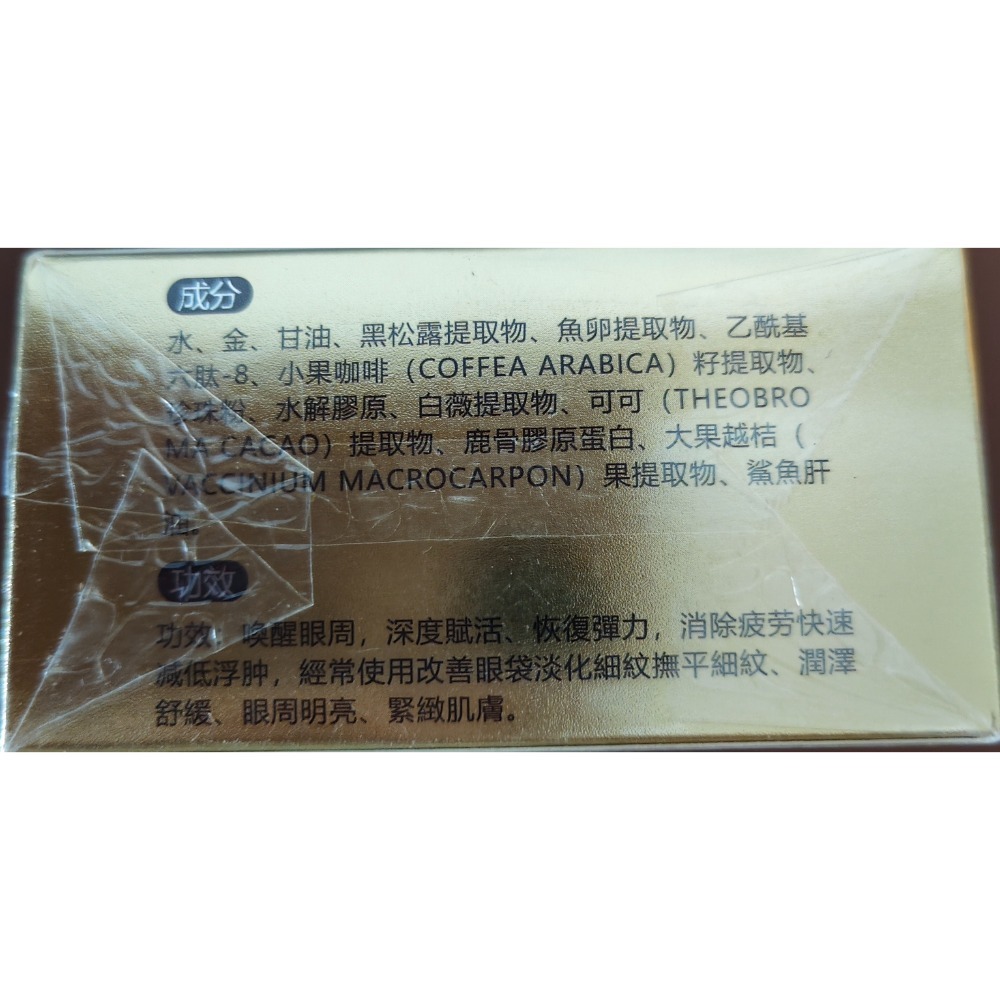 成分
水、金、甘油、黑松露提取物、魚卵提取物、乙酰基
六肽-8、小果咖啡（COFFEA ARABICA）籽提取物、
珍珠粉、水解膠原、白薇提取物、可可（THEOBRO
MA CACAO）提取物、鹿骨膠原蛋白、大果越桔（
VACCINIUM MACROCARPON）果提取物、鯊魚肝
油。
功效
功效：喚醒眼周，深度賦活、恢復彈力，消除疲劳快速
減低浮肿，經常使用改善眼袋淡化細紋撫平細紋、潤澤
舒緩、眼周明亮、緊緻肌膚。